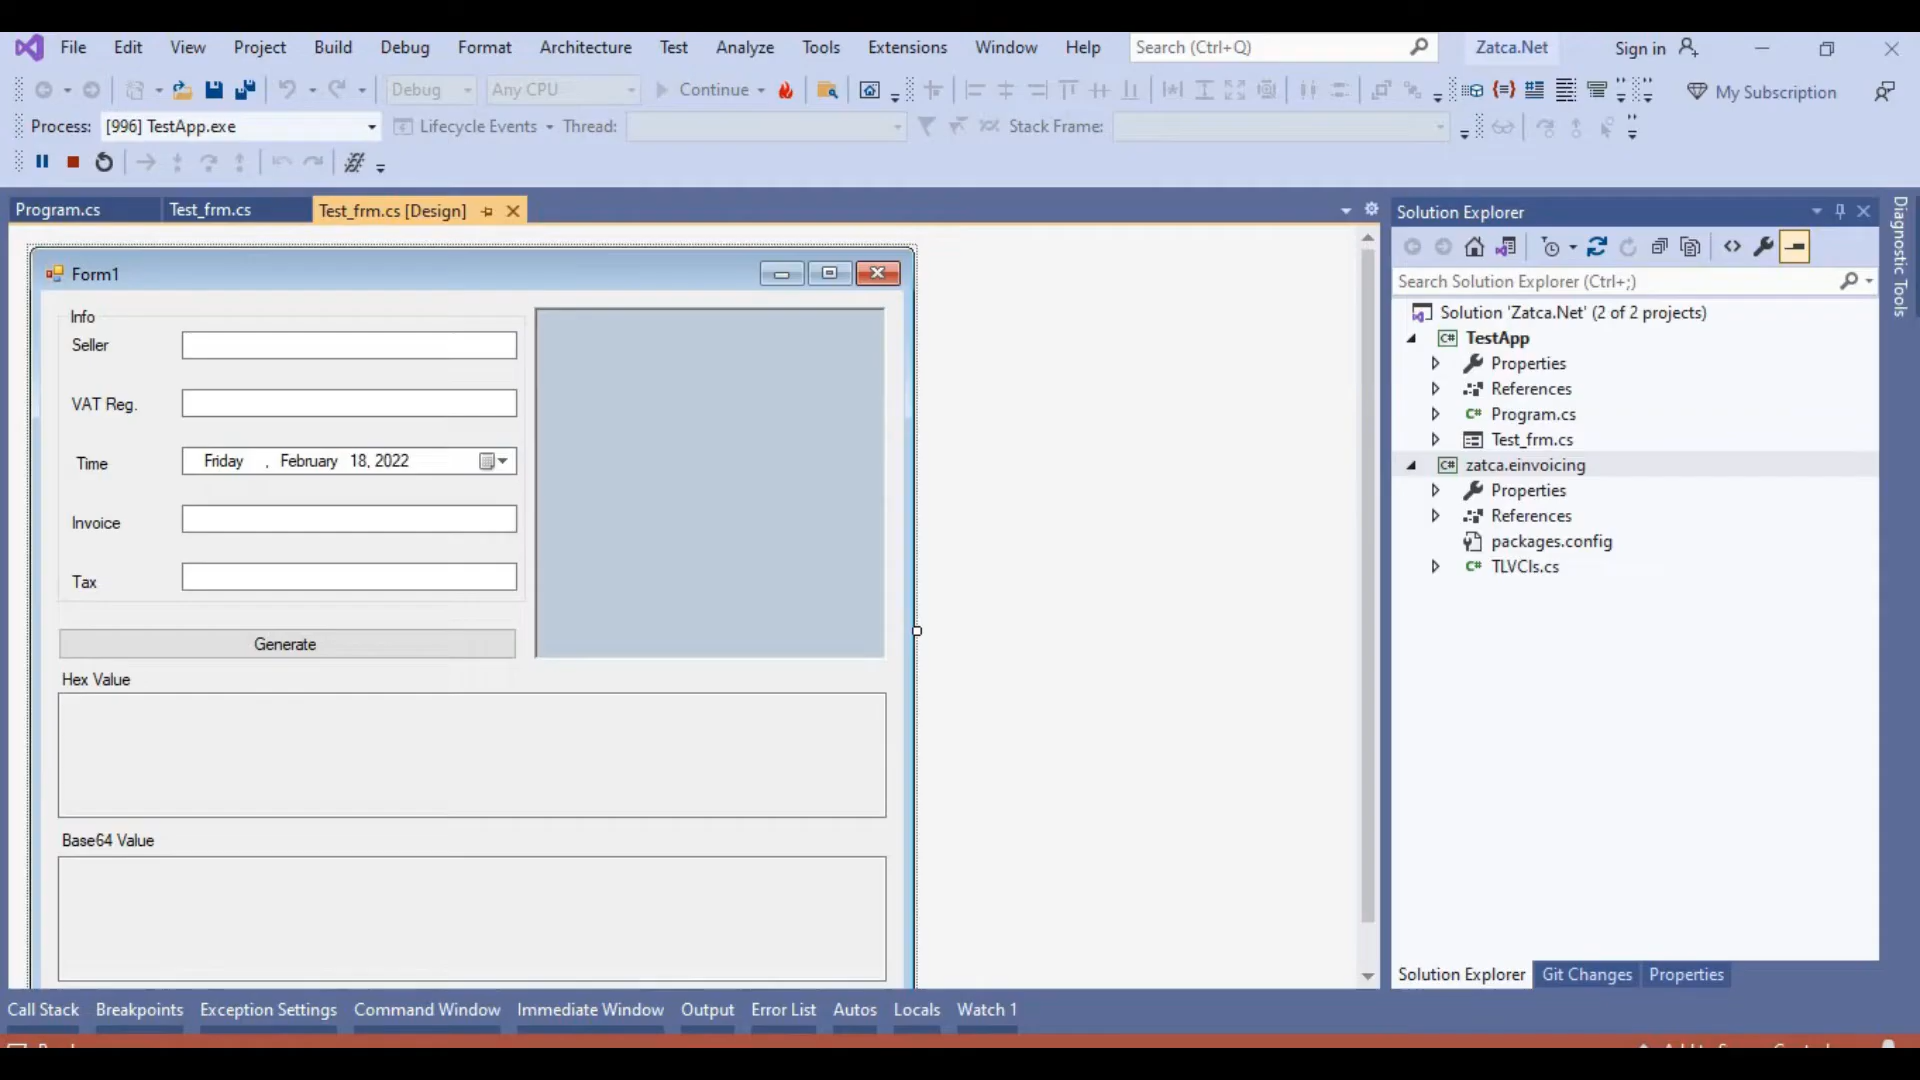 File Edit View Project Build Debug Format Architecture Test Analyze Tools Extensions Window Help Search (Ctrl+Q) Zatca.Net Sign in
Debug Any CPU Continue My Subscription
Process: [996] TestApp.exe Lifecycle Events Thread: Stack Frame:
Program.cs Test_frm.cs Test_frm.cs [Design]
Form1
Info
Seller
VAT Reg.
Time Friday , February 18, 2022
Invoice
Tax
Generate
Hex Value
Base64 Value
Solution Explorer
Search Solution Explorer (Ctrl+;)
Solution 'Zatca.Net' (2 of 2 projects)
C# TestApp
Properties
References
C# Program.cs
Test_frm.cs
C# zatca.einvoicing
Properties
References
packages.config
C# TLVCls.cs
Solution Explorer Git Changes Properties
Diagnostic Tools
Call Stack Breakpoints Exception Settings Command Window Immediate Window Output Error List Autos Locals Watch 1